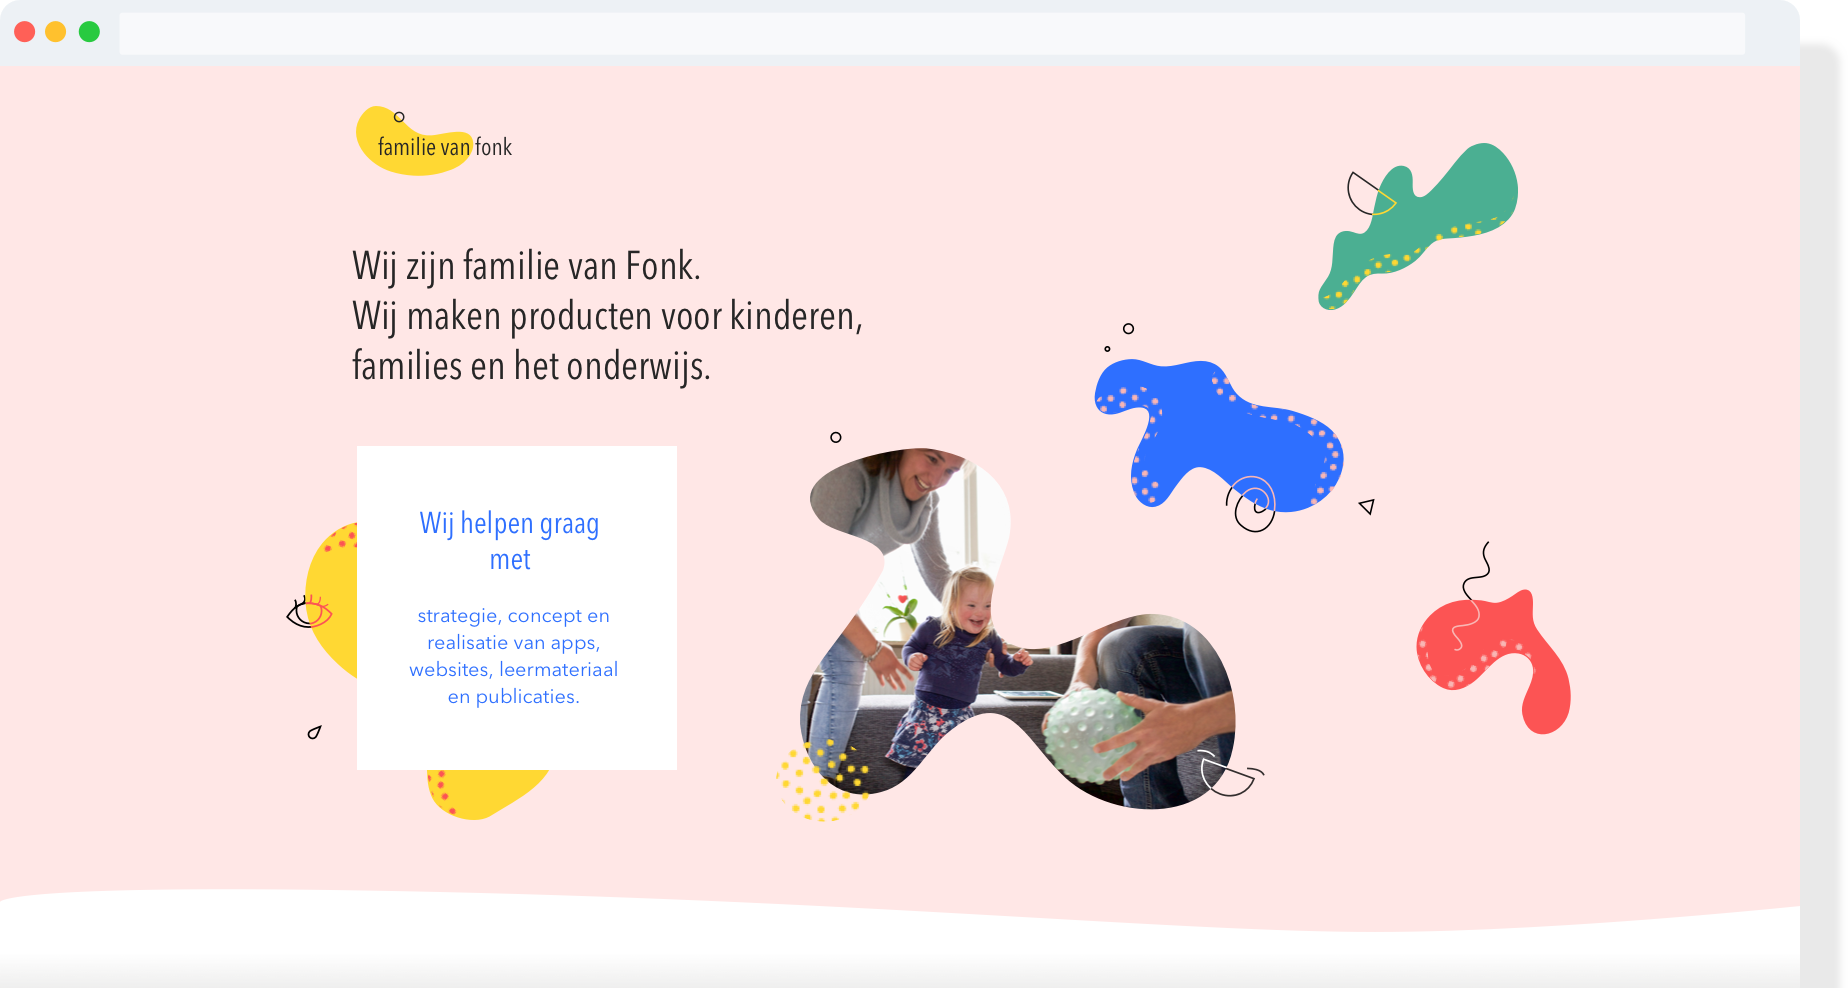 familie van fonk
Wij zijn familie van Fonk.
Wij maken producten voor kinderen,
families en het onderwijs.
Wij helpen graag
met
strategie, concept en
realisatie van apps,
websites, leermateriaal
en publicaties.